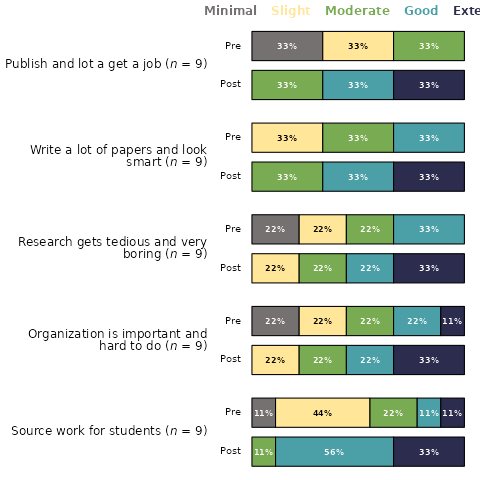 Minimal Slight Moderate Good Exte
Pre 33% 33% 33%
Publish and lot a get a job (n = 9)
Post 33% 33% 33%
Pre 33% 33% 33%
Write a lot of papers and look
smart (n = 9)
Post 33% 33% 33%
Pre 22% 22% 22% 33%
Research gets tedious and very
boring (n = 9)
Post 22% 22% 22% 33%
Pre 22% 22% 22% 22% 11%
Organization is important and
hard to do (n = 9)
Post 22% 22% 22% 33%
Pre 11% 44% 22% 11% 11%
Source work for students (n = 9)
Post 11% 56% 33%